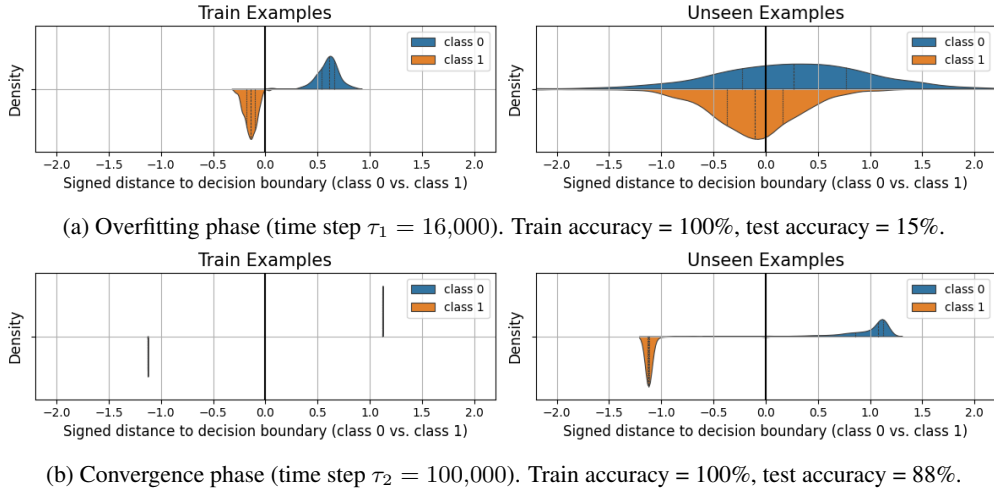 Train Examples
Unseen Examples
Density
class 0
class 1
Density
class 0
class 1
−2.0 −1.5 −1.0 −0.5 0.0 0.5 1.0 1.5 2.0
−2.0 −1.5 −1.0 −0.5 0.0 0.5 1.0 1.5 2.0
Signed distance to decision boundary (class 0 vs. class 1)
Signed distance to decision boundary (class 0 vs. class 1)
(a) Overfitting phase (time step τ₁ = 16,000). Train accuracy = 100%, test accuracy = 15%.
Train Examples
Unseen Examples
Density
class 0
class 1
Density
class 0
class 1
−2.0 −1.5 −1.0 −0.5 0.0 0.5 1.0 1.5 2.0
−2.0 −1.5 −1.0 −0.5 0.0 0.5 1.0 1.5 2.0
Signed distance to decision boundary (class 0 vs. class 1)
Signed distance to decision boundary (class 0 vs. class 1)
(b) Convergence phase (time step τ₂ = 100,000). Train accuracy = 100%, test accuracy = 88%.